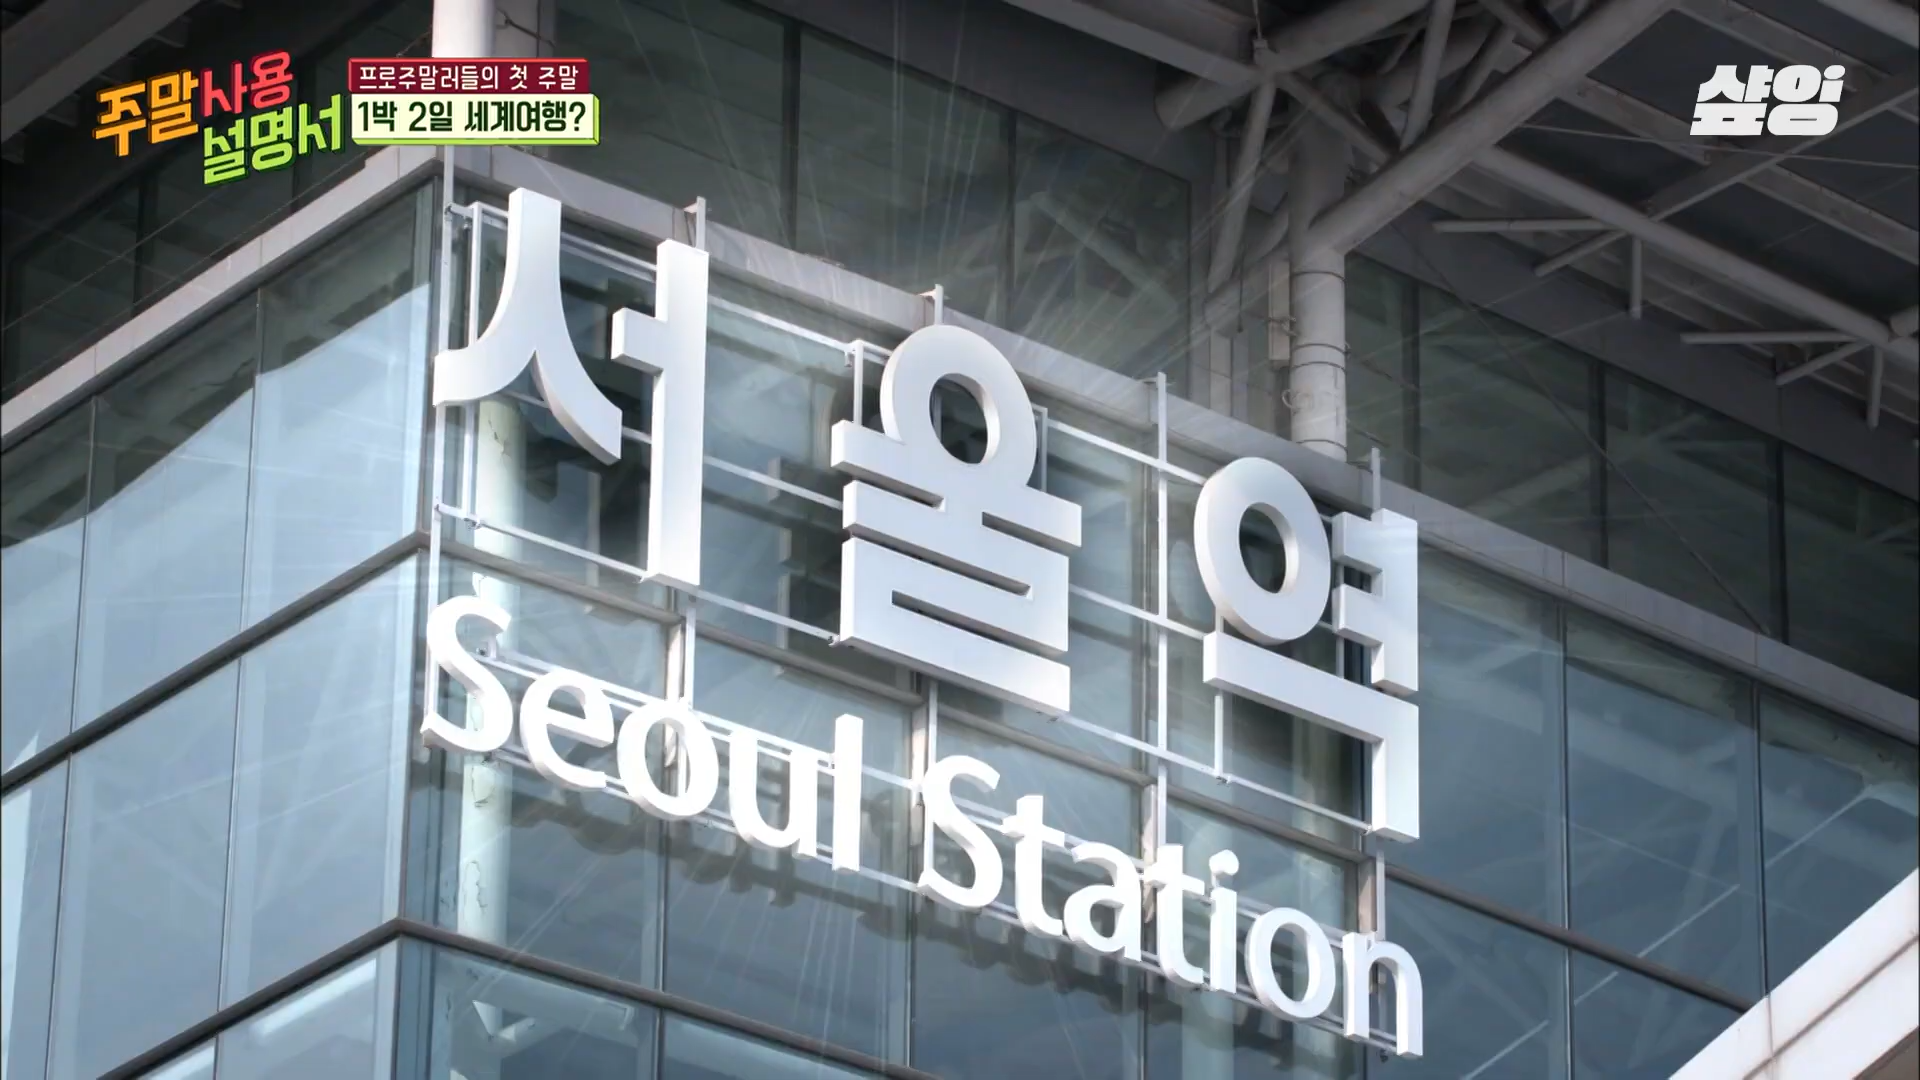 주말사용
설명서
프로주말러들의 첫 주말
1박 2일 세계여행?
샾잉
서울역
Seoul Station